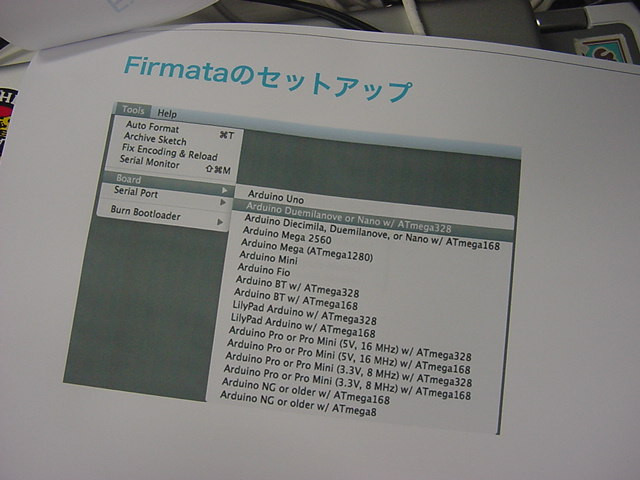 Firmataのセットアップ
Tools Help
Auto Format ⌘T
Archive Sketch
Fix Encoding & Reload
Serial Monitor ⇧⌘M
Board
Serial Port
Burn Bootloader
Arduino Uno
Arduino Duemilanove or Nano w/ ATmega328
Arduino Diecimila, Duemilanove, or Nano w/ ATmega168
Arduino Mega 2560
Arduino Mega (ATmega1280)
Arduino Mini
Arduino Fio
Arduino BT w/ ATmega328
Arduino BT w/ ATmega168
LilyPad Arduino w/ ATmega328
LilyPad Arduino w/ ATmega168
Arduino Pro or Pro Mini (5V, 16 MHz) w/ ATmega328
Arduino Pro or Pro Mini (5V, 16 MHz) w/ ATmega168
Arduino Pro or Pro Mini (3.3V, 8 MHz) w/ ATmega328
Arduino Pro or Pro Mini (3.3V, 8 MHz) w/ ATmega168
Arduino NG or older w/ ATmega168
Arduino NG or older w/ ATmega8